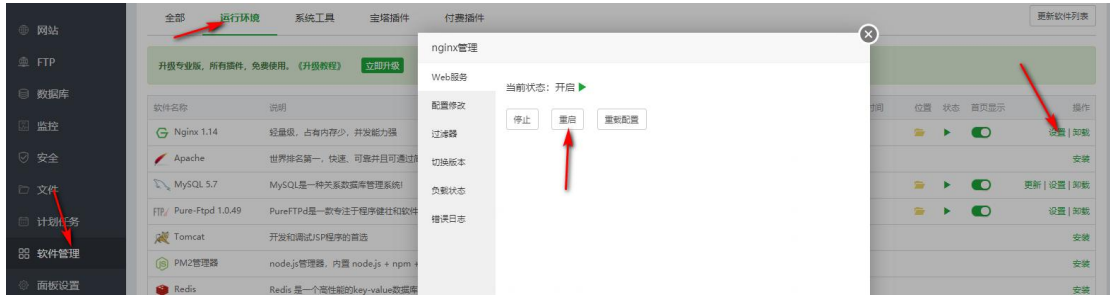 全部 运行环境 系统工具 宝塔插件 付费插件 更新软件列表
网站
FTP
数据库
监控
安全
文件
计划任务
软件管理
面板设置
升级专业版，所有插件，免费使用。《升级教程》 立即升级
软件名称 说明 时间 位置 状态 首页显示 操作
Nginx 1.14 轻量级，占有内存少，并发能力强 设置 | 卸载
Apache 世界排名第一，快速、可靠并且可通过简 安装
MySQL 5.7 MySQL是一种关系数据库管理系统! 更新 | 设置 | 卸载
Pure-Ftpd 1.0.49 PureFTPd是一款专注于程序健壮和软件 设置 | 卸载
Tomcat 开发和调试JSP程序的首选 安装
PM2管理器 node.js管理器，内置 node.js + npm + 安装
Redis Redis 是一个高性能的key-value数据库 安装
nginx管理
Web服务
配置修改
过滤器
切换版本
负载状态
错误日志
当前状态：开启
停止 重启 重载配置